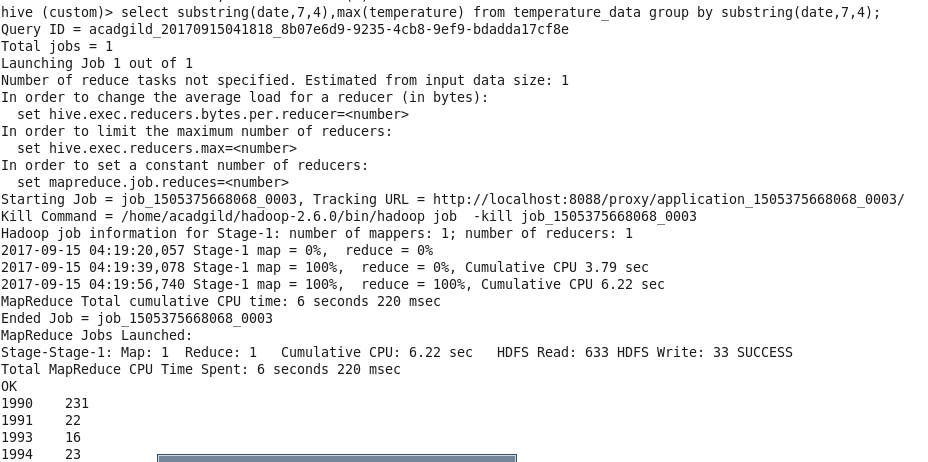 hive (custom)> select substring(date,7,4),max(temperature) from temperature_data group by substring(date,7,4);
Query ID = acadgild_20170915041818_8b07e6d9-9235-4cb8-9ef9-bdadda17cf8e
Total jobs = 1
Launching Job 1 out of 1
Number of reduce tasks not specified. Estimated from input data size: 1
In order to change the average load for a reducer (in bytes):
  set hive.exec.reducers.bytes.per.reducer=<number>
In order to limit the maximum number of reducers:
  set hive.exec.reducers.max=<number>
In order to set a constant number of reducers:
  set mapreduce.job.reduces=<number>
Starting Job = job_1505375668068_0003, Tracking URL = http://localhost:8088/proxy/application_1505375668068_0003/
Kill Command = /home/acadgild/hadoop-2.6.0/bin/hadoop job  -kill job_1505375668068_0003
Hadoop job information for Stage-1: number of mappers: 1; number of reducers: 1
2017-09-15 04:19:20,057 Stage-1 map = 0%,  reduce = 0%
2017-09-15 04:19:39,078 Stage-1 map = 100%,  reduce = 0%, Cumulative CPU 3.79 sec
2017-09-15 04:19:56,740 Stage-1 map = 100%,  reduce = 100%, Cumulative CPU 6.22 sec
MapReduce Total cumulative CPU time: 6 seconds 220 msec
Ended Job = job_1505375668068_0003
MapReduce Jobs Launched:
Stage-Stage-1: Map: 1  Reduce: 1   Cumulative CPU: 6.22 sec   HDFS Read: 633 HDFS Write: 33 SUCCESS
Total MapReduce CPU Time Spent: 6 seconds 220 msec
OK
1990    231
1991    22
1993    16
1994    23